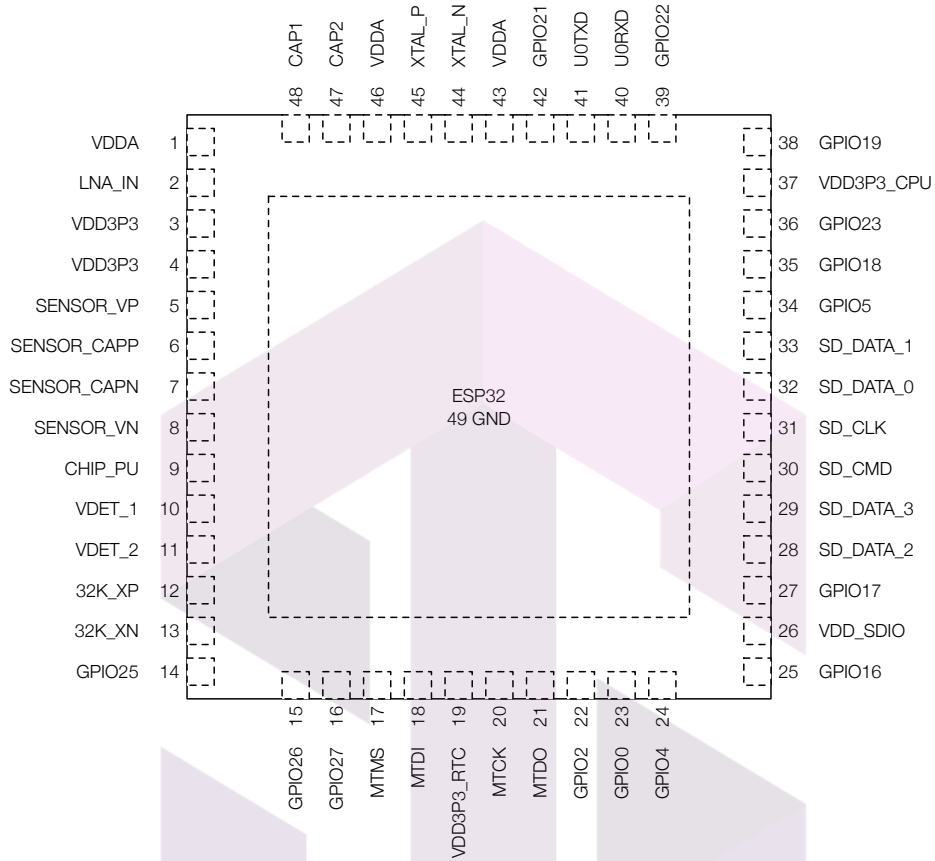 CAP1
CAP2
VDDA
XTAL_P
XTAL_N
VDDA
GPIO21
U0TXD
U0RXD
GPIO22
48
47
46
45
44
43
42
41
40
39
VDDA 1
LNA_IN 2
VDD3P3 3
VDD3P3 4
SENSOR_VP 5
SENSOR_CAPP 6
SENSOR_CAPN 7
SENSOR_VN 8
CHIP_PU 9
VDET_1 10
VDET_2 11
32K_XP 12
32K_XN 13
GPIO25 14
ESP32
49 GND
38 GPIO19
37 VDD3P3_CPU
36 GPIO23
35 GPIO18
34 GPIO5
33 SD_DATA_1
32 SD_DATA_0
31 SD_CLK
30 SD_CMD
29 SD_DATA_3
28 SD_DATA_2
27 GPIO17
26 VDD_SDIO
25 GPIO16
15
16
17
18
19
20
21
22
23
24
GPIO26
GPIO27
MTMS
MTDI
VDD3P3_RTC
MTCK
MTDO
GPIO2
GPIO0
GPIO4